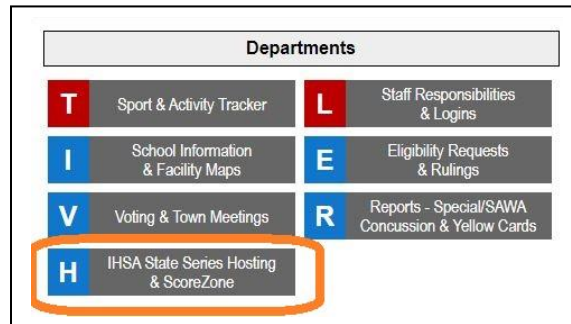 Departments
T Sport & Activity Tracker
L Staff Responsibilities
& Logins
I School Information
& Facility Maps
E Eligibility Requests
& Rulings
V Voting & Town Meetings
R Reports - Special/SAWA
Concussion & Yellow Cards
H IHSA State Series Hosting
& ScoreZone